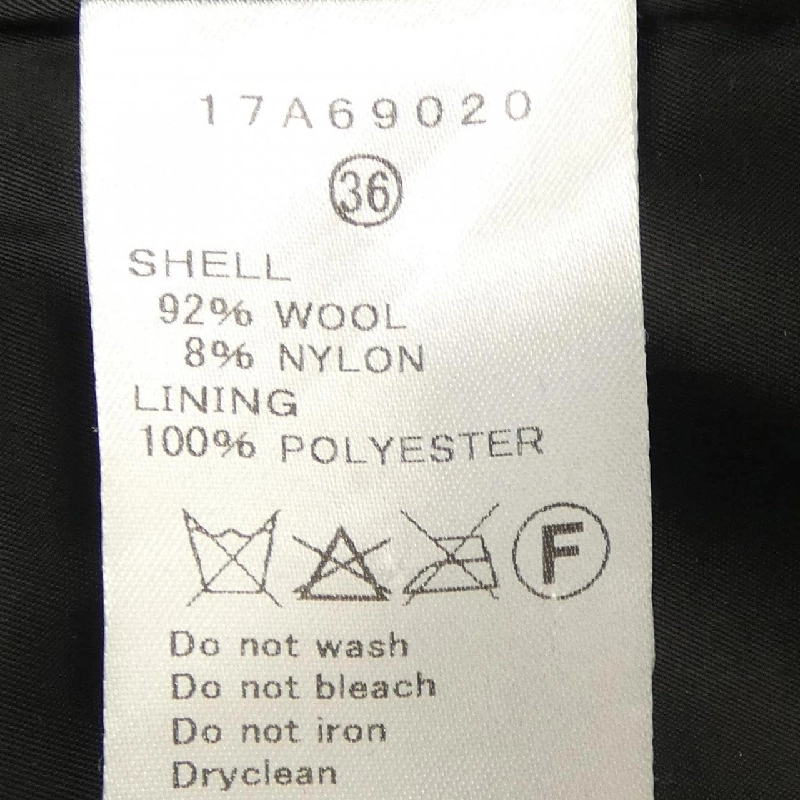 17A69020
36
SHELL
92% WOOL
8% NYLON
LINING
100% POLYESTER
F
Do not wash
Do not bleach
Do not iron
Dryclean